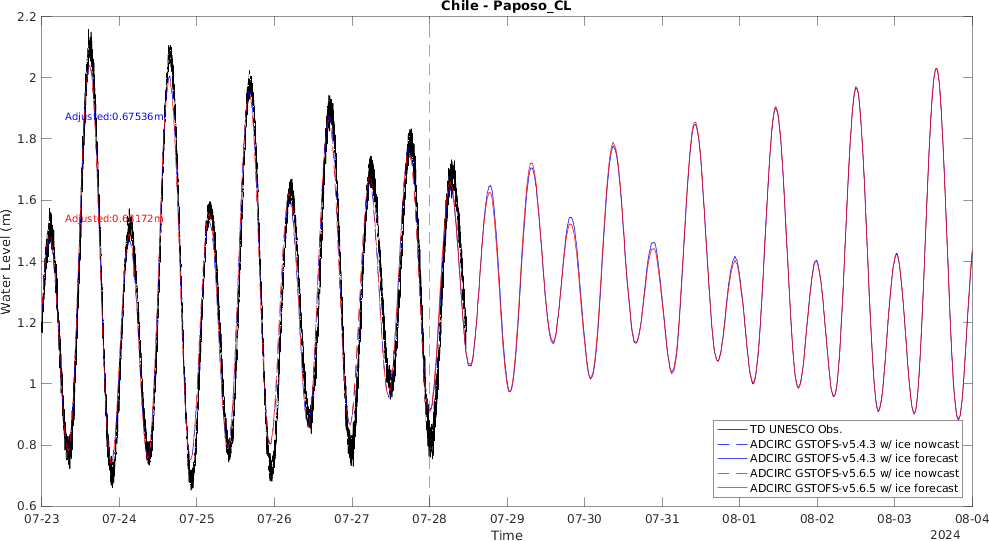 Chile - Paposo_CL
2.2
2
1.8
1.6
1.4
1.2
1
0.8
0.6
Water Level (m)
Adjusted:0.67536m
07-23
07-24
07-25
07-26
07-27
07-28
07-29
07-30
07-31
08-01
08-02
08-03
08-04
Time
2024
TD UNESCO Obs.
ADCIRC GSTOFS-v5.4.3 w/ ice nowcast
ADCIRC GSTOFS-v5.4.3 w/ ice forecast
ADCIRC GSTOFS-v5.6.5 w/ ice nowcast
ADCIRC GSTOFS-v5.6.5 w/ ice forecast